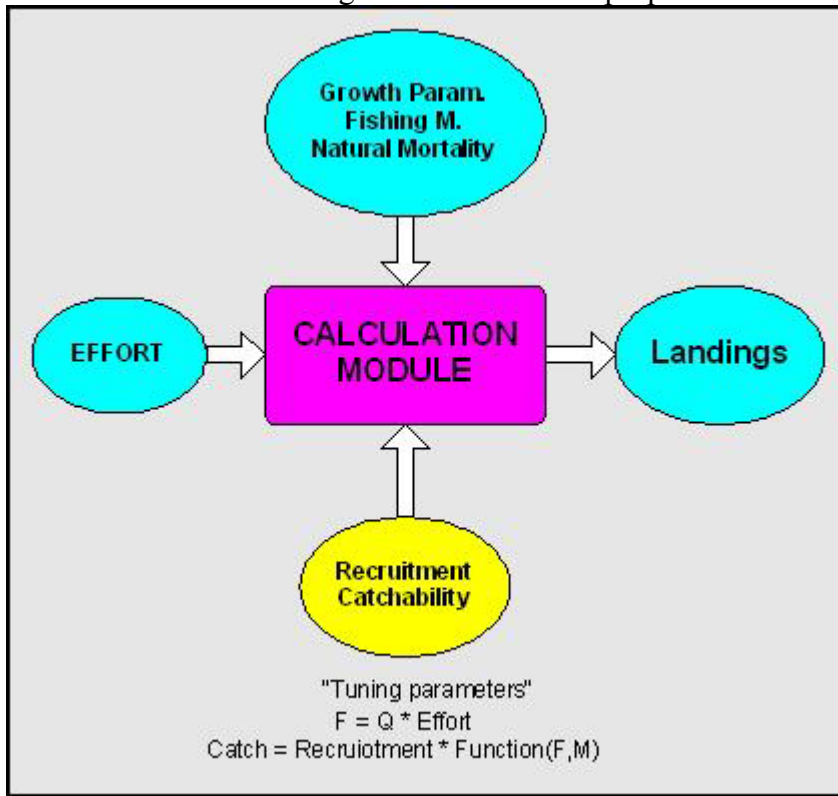 Growth Param.
Fishing M.
Natural Mortality
EFFORT
CALCULATION
MODULE
Landings
Recruitment
Catchability
"Tuning parameters"
F = Q * Effort
Catch = Recruiotment * Function(F,M)